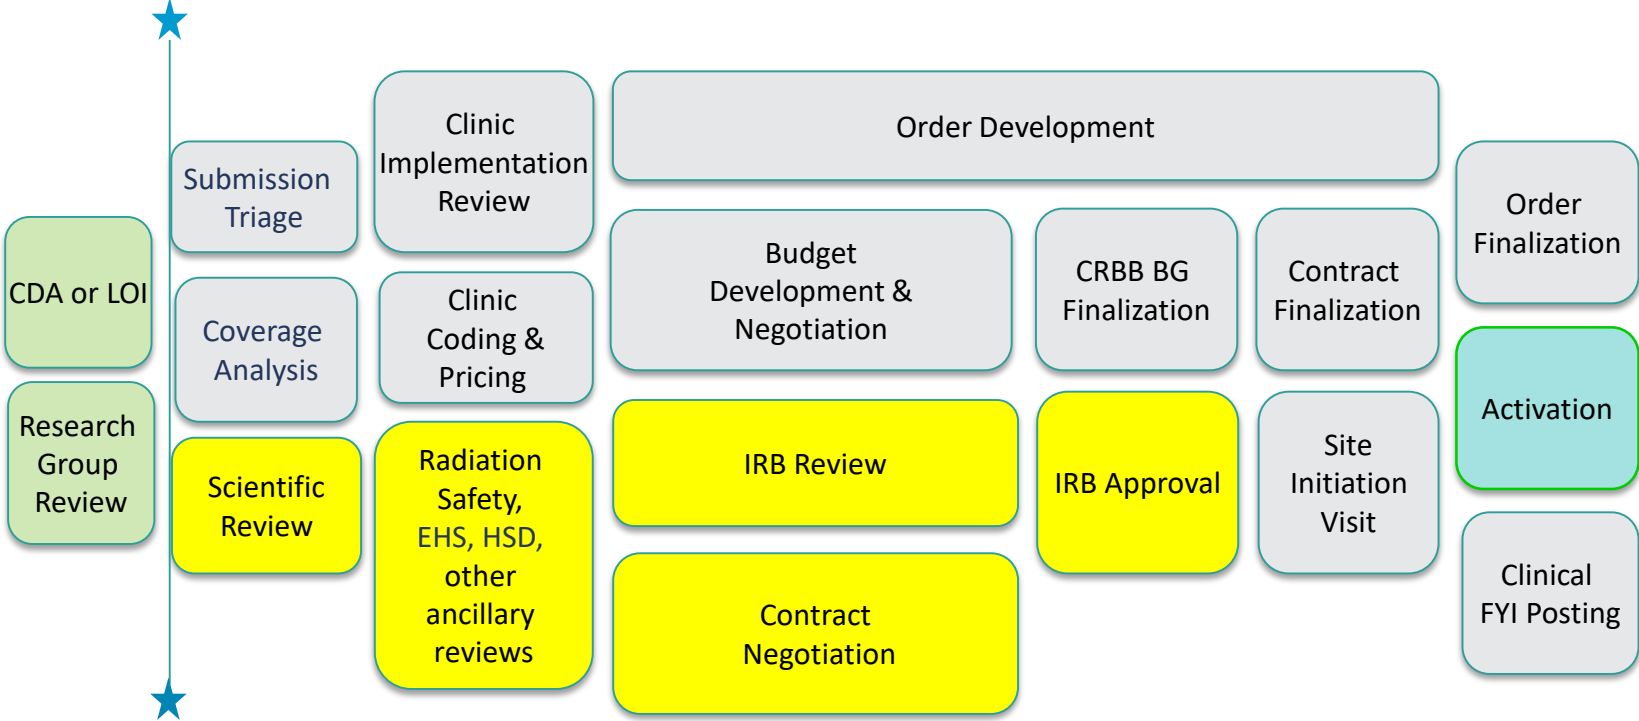 CDA or LOI
Research
Group
Review
Submission
Triage
Coverage
Analysis
Scientific
Review
Clinic
Implementation
Review
Clinic
Coding &
Pricing
Radiation
Safety,
EHS, HSD,
other
ancillary
reviews
Order Development
Budget
Development &
Negotiation
IRB Review
Contract
Negotiation
CRBB BG
Finalization
IRB Approval
Contract
Finalization
Site
Initiation
Visit
Order
Finalization
Activation
Clinical
FYI Posting